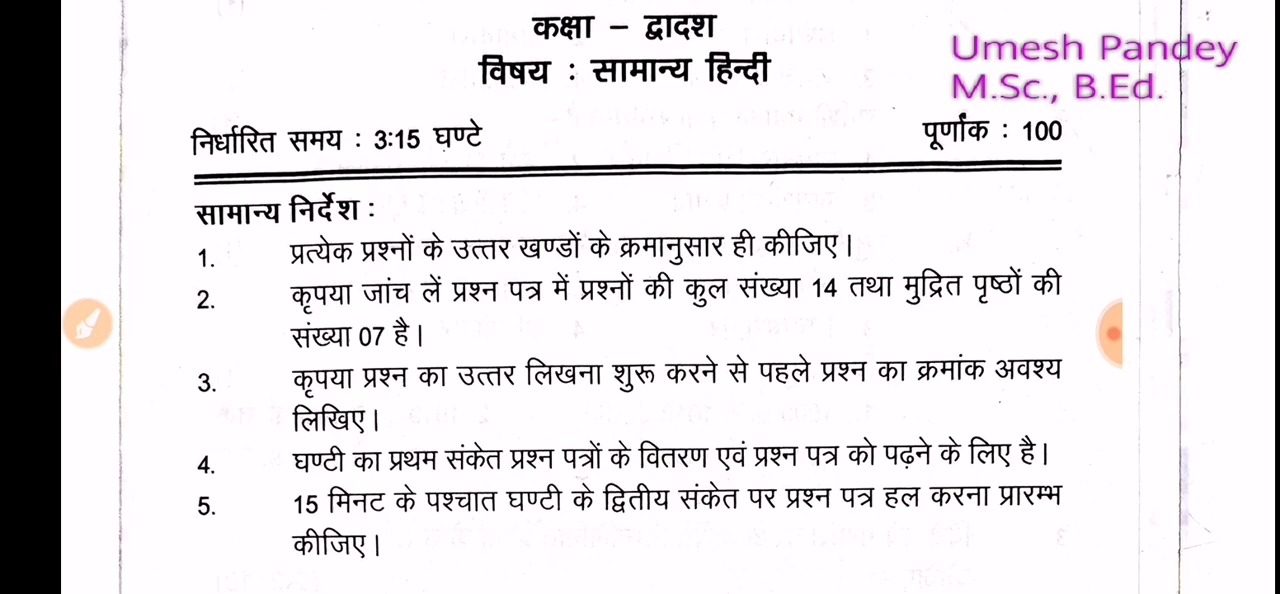 कक्षा – द्वादश
विषय : सामान्य हिन्दी
Umesh Pandey
M.Sc., B.Ed.
निर्धारित समय : 3:15 घण्टे पूर्णांक : 100
सामान्य निर्देश :
1. प्रत्येक प्रश्नों के उत्तर खण्डों के क्रमानुसार ही कीजिए।
2. कृपया जांच लें प्रश्न पत्र में प्रश्नों की कुल संख्या 14 तथा मुद्रित पृष्ठों की
संख्या 07 है।
3. कृपया प्रश्न का उत्तर लिखना शुरू करने से पहले प्रश्न का क्रमांक अवश्य
लिखिए।
4. घण्टी का प्रथम संकेत प्रश्न पत्रों के वितरण एवं प्रश्न पत्र को पढ़ने के लिए है।
5. 15 मिनट के पश्चात घण्टी के द्वितीय संकेत पर प्रश्न पत्र हल करना प्रारम्भ
कीजिए।